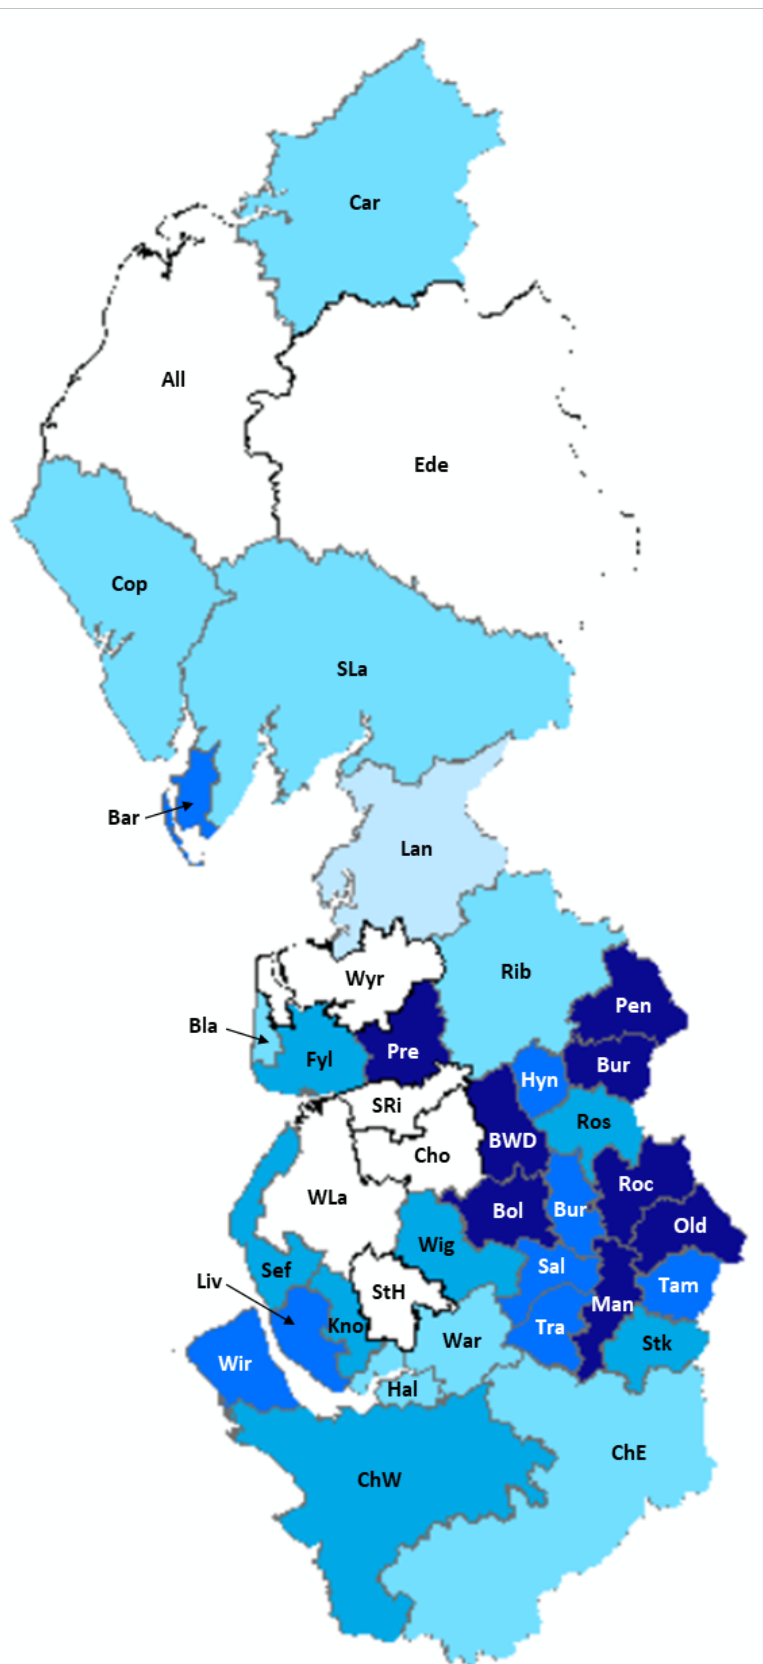 Car
All
Ede
Cop
SLa
Bar
Lan
Rib
Wyr
Pen
Bla
Pre
Fyl
Bur
Hyn
SRi
Ros
BWD
Cho
Roc
WLa
Bol
Bur
Old
Wig
Sef
Sal
Liv
StH
Tam
Man
Kno
Tra
War
Stk
Wir
Hal
ChE
ChW